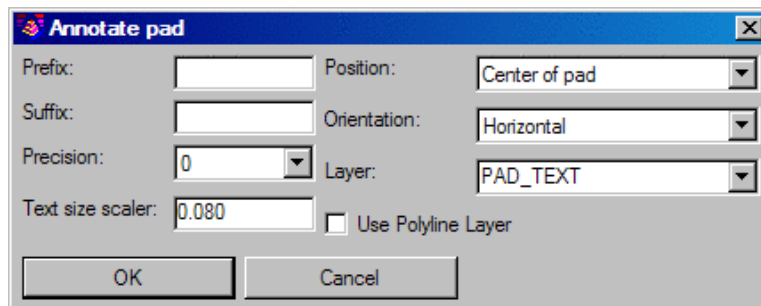 Annotate pad
Prefix:
Position: Center of pad
Suffix:
Orientation: Horizontal
Precision: 0
Layer: PAD_TEXT
Text size scaler: 0.080
Use Polyline Layer
OK Cancel